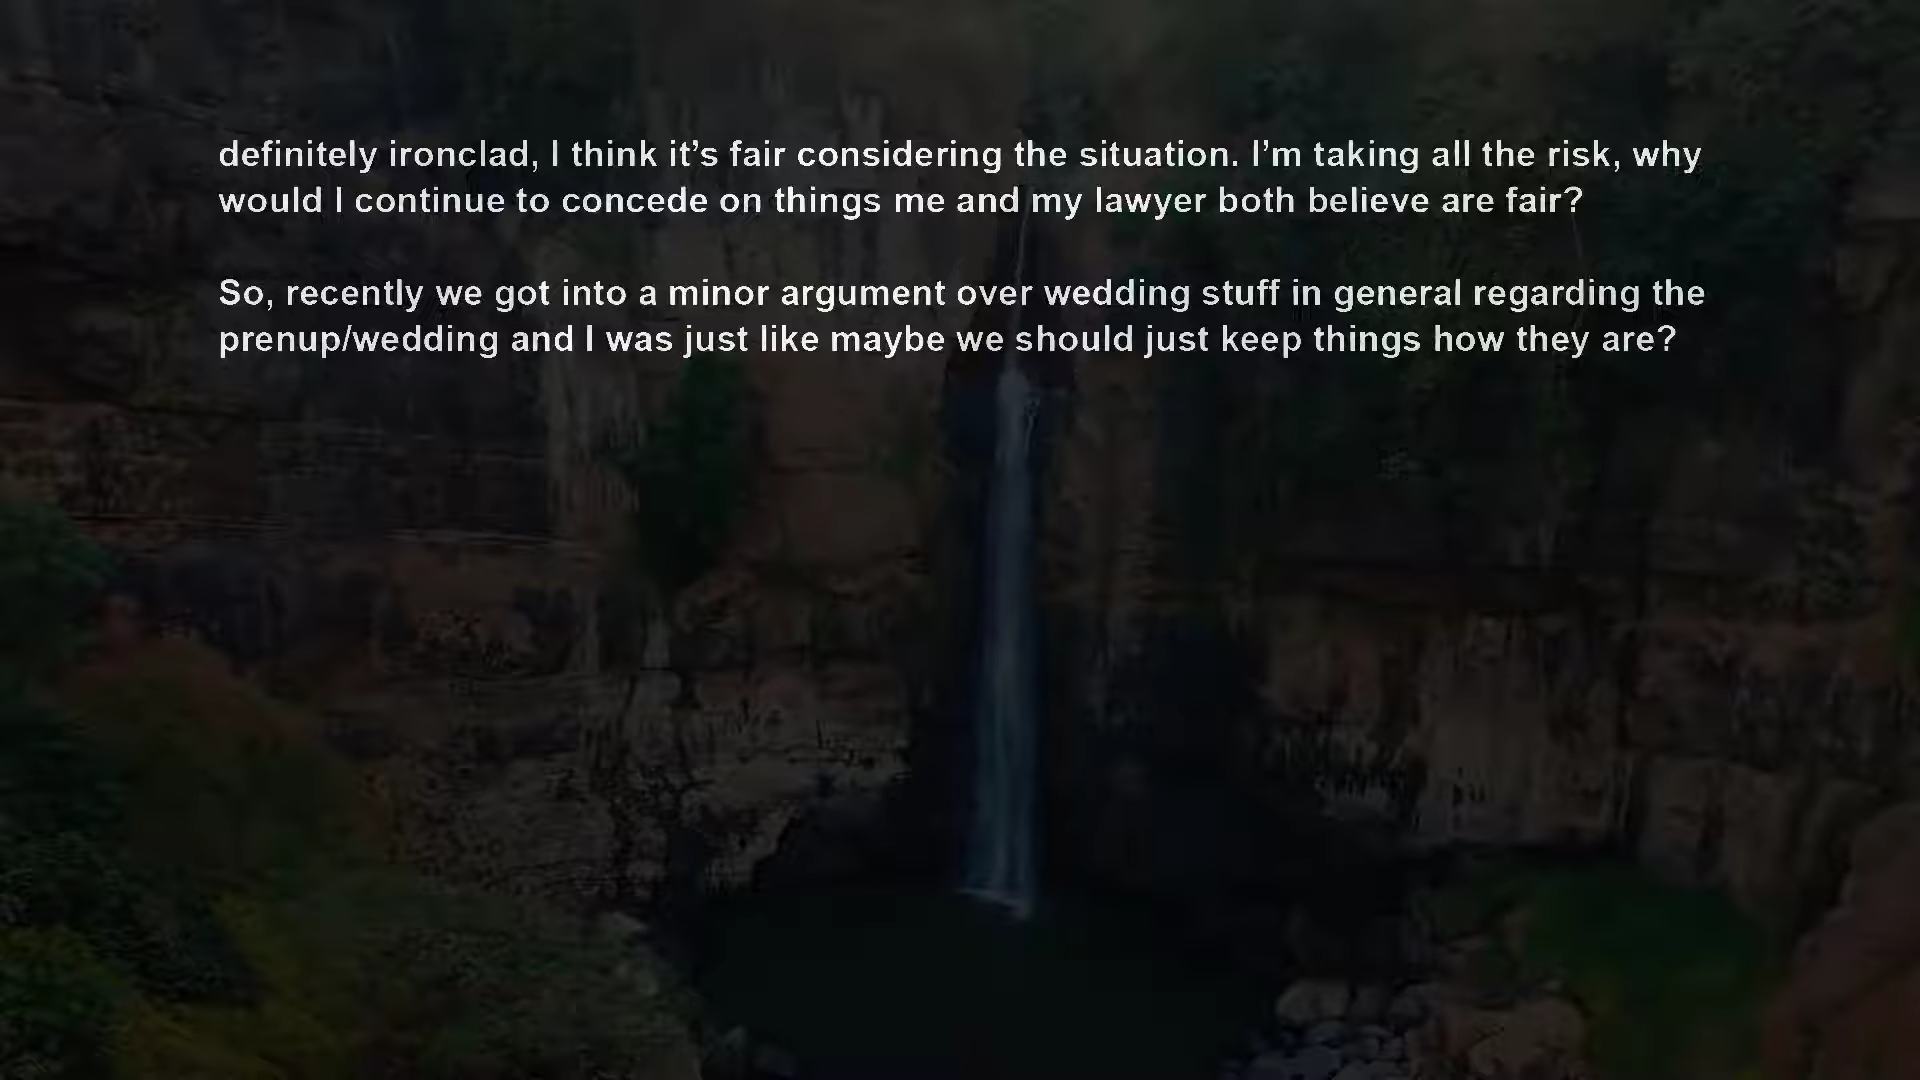 definitely ironclad, I think it’s fair considering the situation. I’m taking all the risk, why
would I continue to concede on things me and my lawyer both believe are fair?
So, recently we got into a minor argument over wedding stuff in general regarding the
prenup/wedding and I was just like maybe we should just keep things how they are?